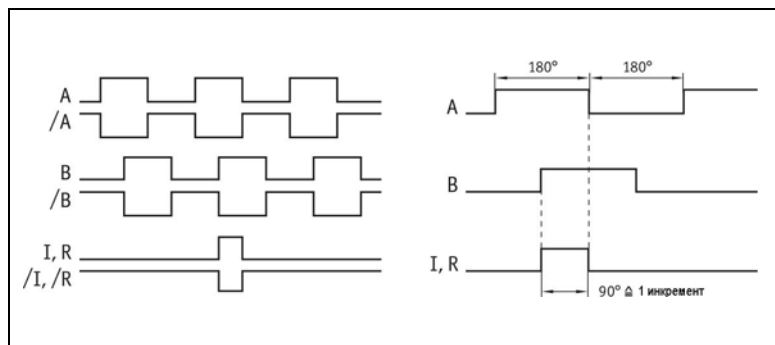 A
/A
B
/B
I, R
/I, /R
180° 180°
A
B
I, R
90° ≙ 1 инкремент